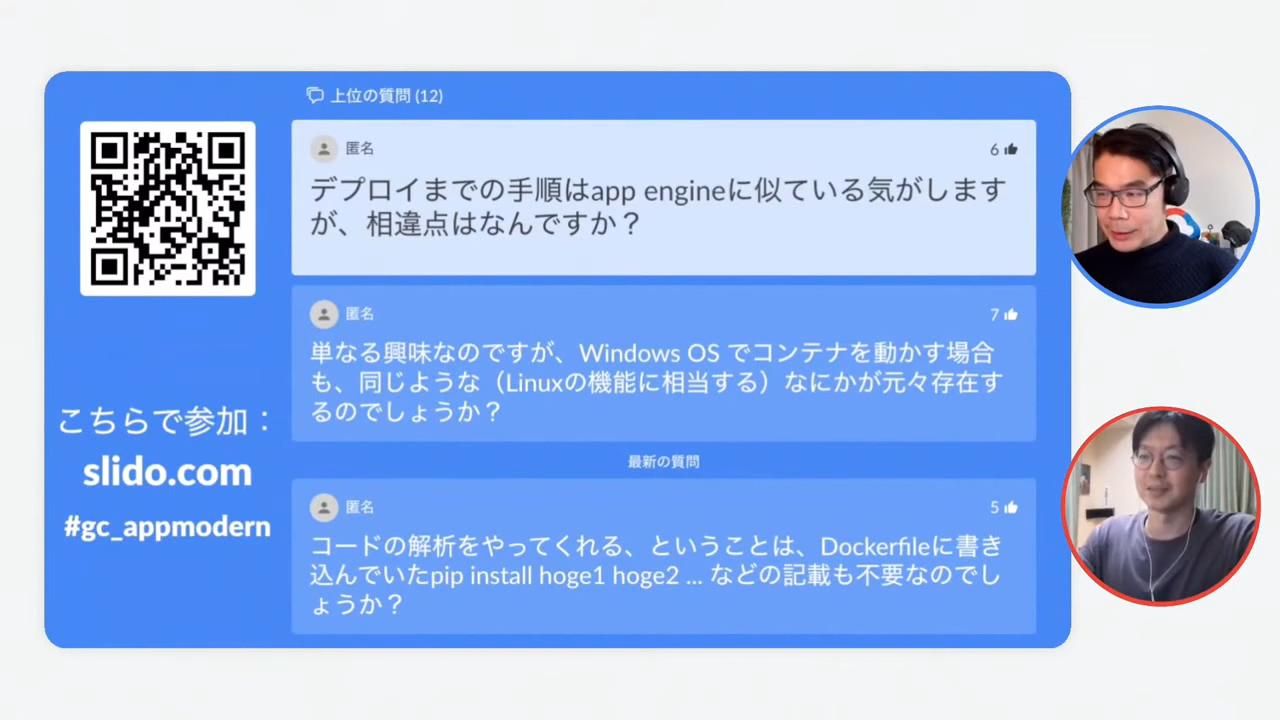 上位の質問 (12)
匿名
6
デプロイまでの手順はapp engineに似ている気がします
が、相違点はなんですか？
匿名
7
単なる興味なのですが、Windows OS でコンテナを動かす場合
も、同じような（Linuxの機能に相当する）なにかが元々存在す
るのでしょうか？
こちらで参加：
slido.com
#gc_appmodern
最新の質問
匿名
5
コードの解析をやってくれる、ということは、Dockerfileに書き
込んでいたpip install hoge1 hoge2 ... などの記載も不要なのでし
ょうか？